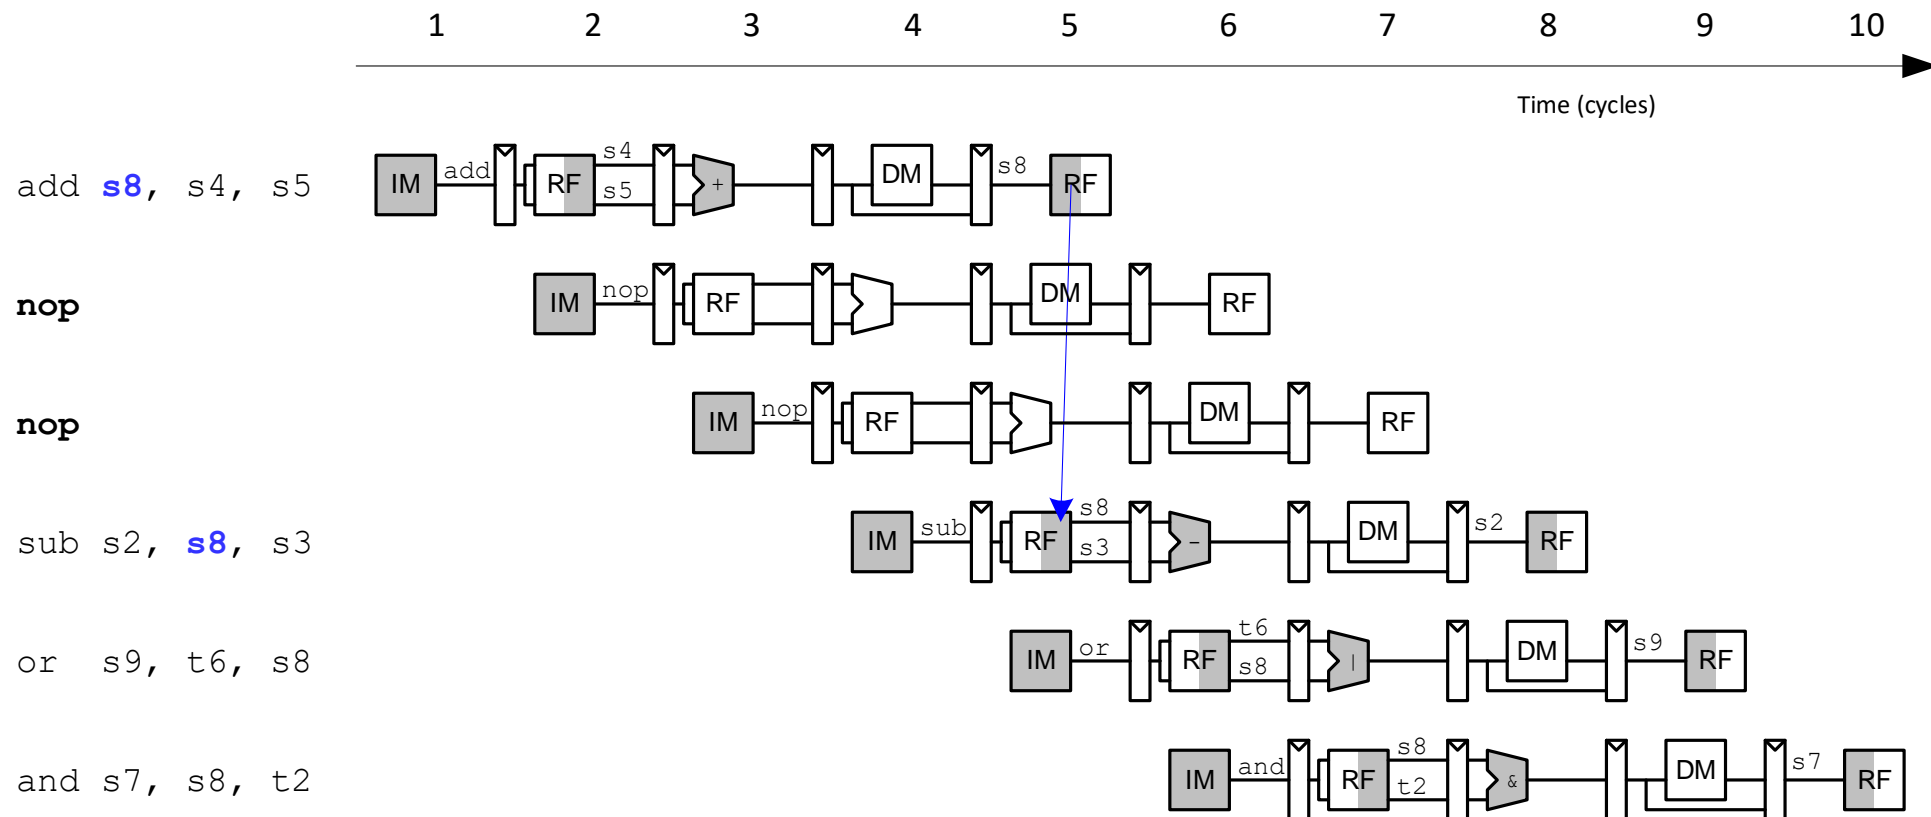 1 2 3 4 5 6 7 8 9 10
Time (cycles)
add s8, s4, s5 IM add RF s4 s5 + DM s8 RF
nop IM nop RF DM RF
nop IM nop RF DM RF
sub s2, s8, s3 IM sub RF s8 s3 - DM s2 RF
or s9, t6, s8 IM or RF t6 s8 | DM s9 RF
and s7, s8, t2 IM and RF s8 t2 & DM s7 RF